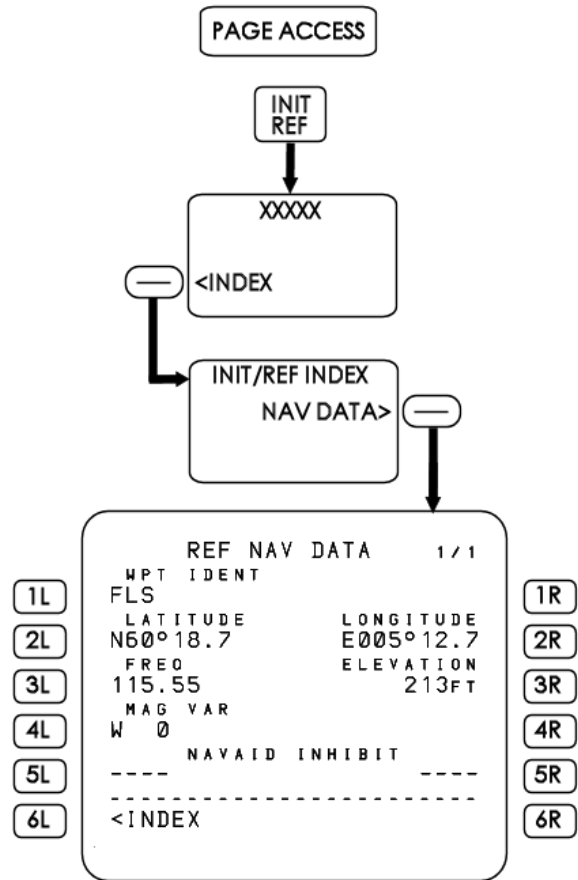 PAGE ACCESS
INIT
REF
XXXXX
<INDEX
INIT/REF INDEX
NAV DATA>
REF NAV DATA 1/1
WPT IDENT
1L FLS 1R
LATITUDE LONGITUDE
2L N60°18.7 E005°12.7 2R
FREQ ELEVATION
3L 115.55 213FT 3R
MAG VAR
4L W 0 4R
NAVAID INHIBIT
5L ---- ---- 5R
--------------------------
6L <INDEX 6R